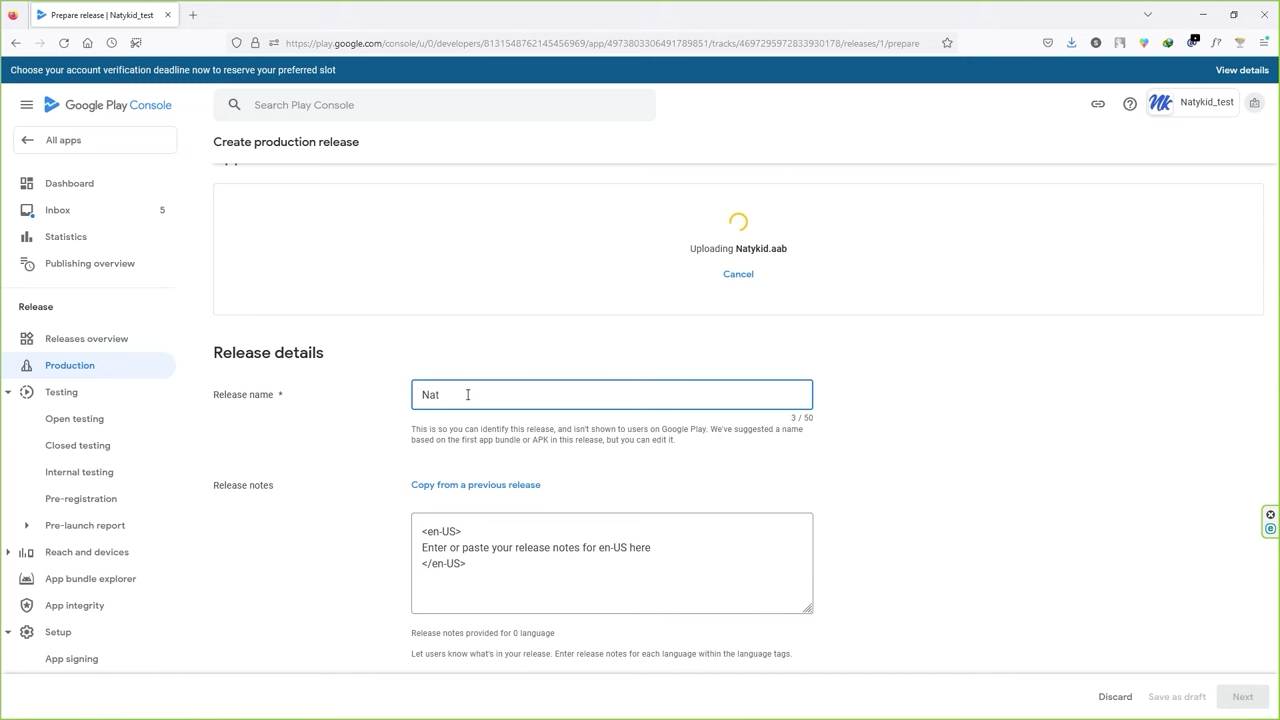 Prepare release | Natykid_test
https://play.google.com/console/u/0/developers/8131548762145456969/app/4973803306491789851/tracks/4697295972833930178/releases/1/prepare
Choose your account verification deadline now to reserve your preferred slot
View details
Google Play Console
Search Play Console
Natykid_test
All apps
Create production release
Dashboard
Inbox
5
Statistics
Publishing overview
Release
Releases overview
Production
Testing
Open testing
Closed testing
Internal testing
Pre-registration
Pre-launch report
Reach and devices
App bundle explorer
App integrity
Setup
App signing
Uploading Natykid.aab
Cancel
Release details
Release name *
Nat
3 / 50
This is so you can identify this release, and isn't shown to users on Google Play. We've suggested a name
based on the first app bundle or APK in this release, but you can edit it.
Release notes
Copy from a previous release
<en-US>
Enter or paste your release notes for en-US here
</en-US>
Release notes provided for 0 language
Let users know what's in your release. Enter release notes for each language within the language tags.
Discard
Save as draft
Next